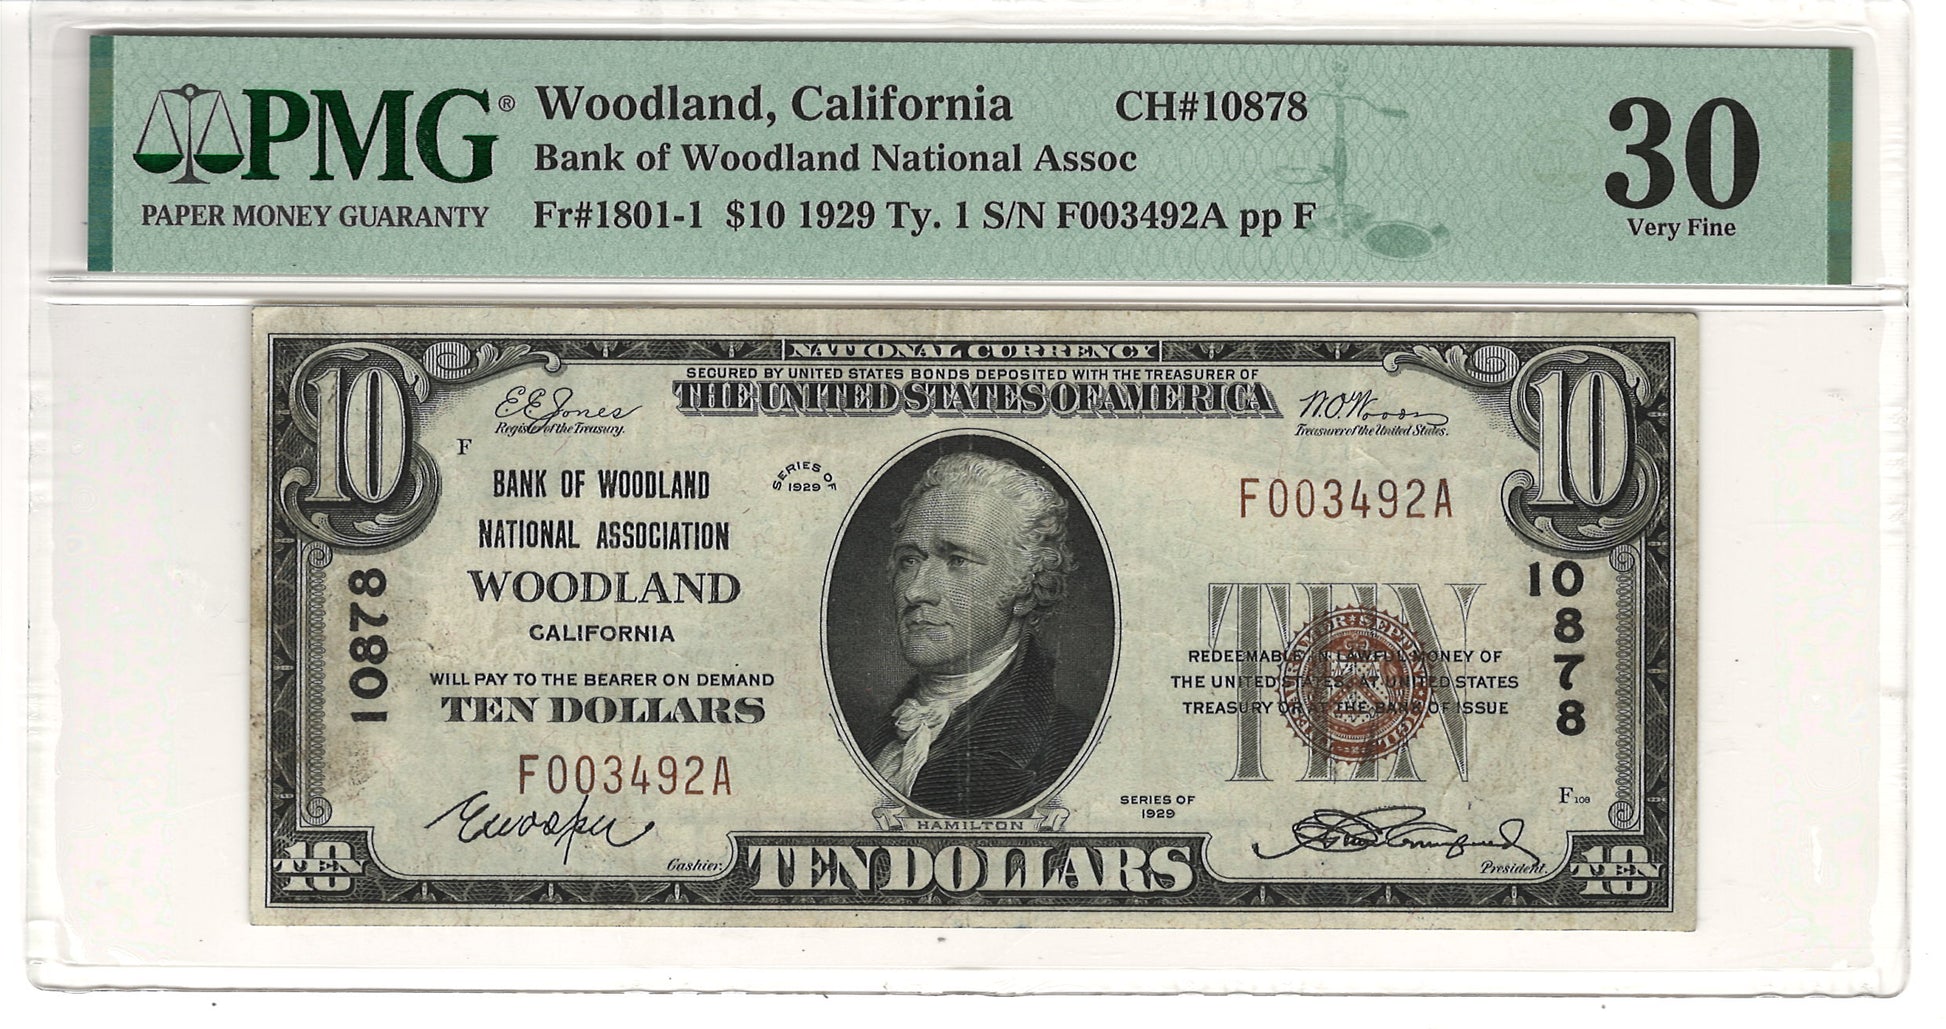 PMG®
PAPER MONEY GUARANTY
Woodland, California CH#10878
Bank of Woodland National Assoc
Fr#1801-1 $10 1929 Ty. 1 S/N F003492A pp F
30
Very Fine
NATIONAL CURRENCY
SECURED BY UNITED STATES BONDS DEPOSITED WITH THE TREASURER OF
THE UNITED STATES OF AMERICA
10
10
E E Jones
Register of the Treasury.
W.O. Woods
Treasurer of the United States.
F
BANK OF WOODLAND
NATIONAL ASSOCIATION
WOODLAND
CALIFORNIA
WILL PAY TO THE BEARER ON DEMAND
TEN DOLLARS
F003492A
Cashier.
10878
SERIES OF
1929
HAMILTON
F003492A
TEN
REDEEMABLE IN LAWFUL MONEY OF
THE UNITED STATES AT UNITED STATES
TREASURY OR AT THE BANK OF ISSUE
10878
SERIES OF
1929
F108
President.
10
TEN
TEN DOLLARS
10
TEN